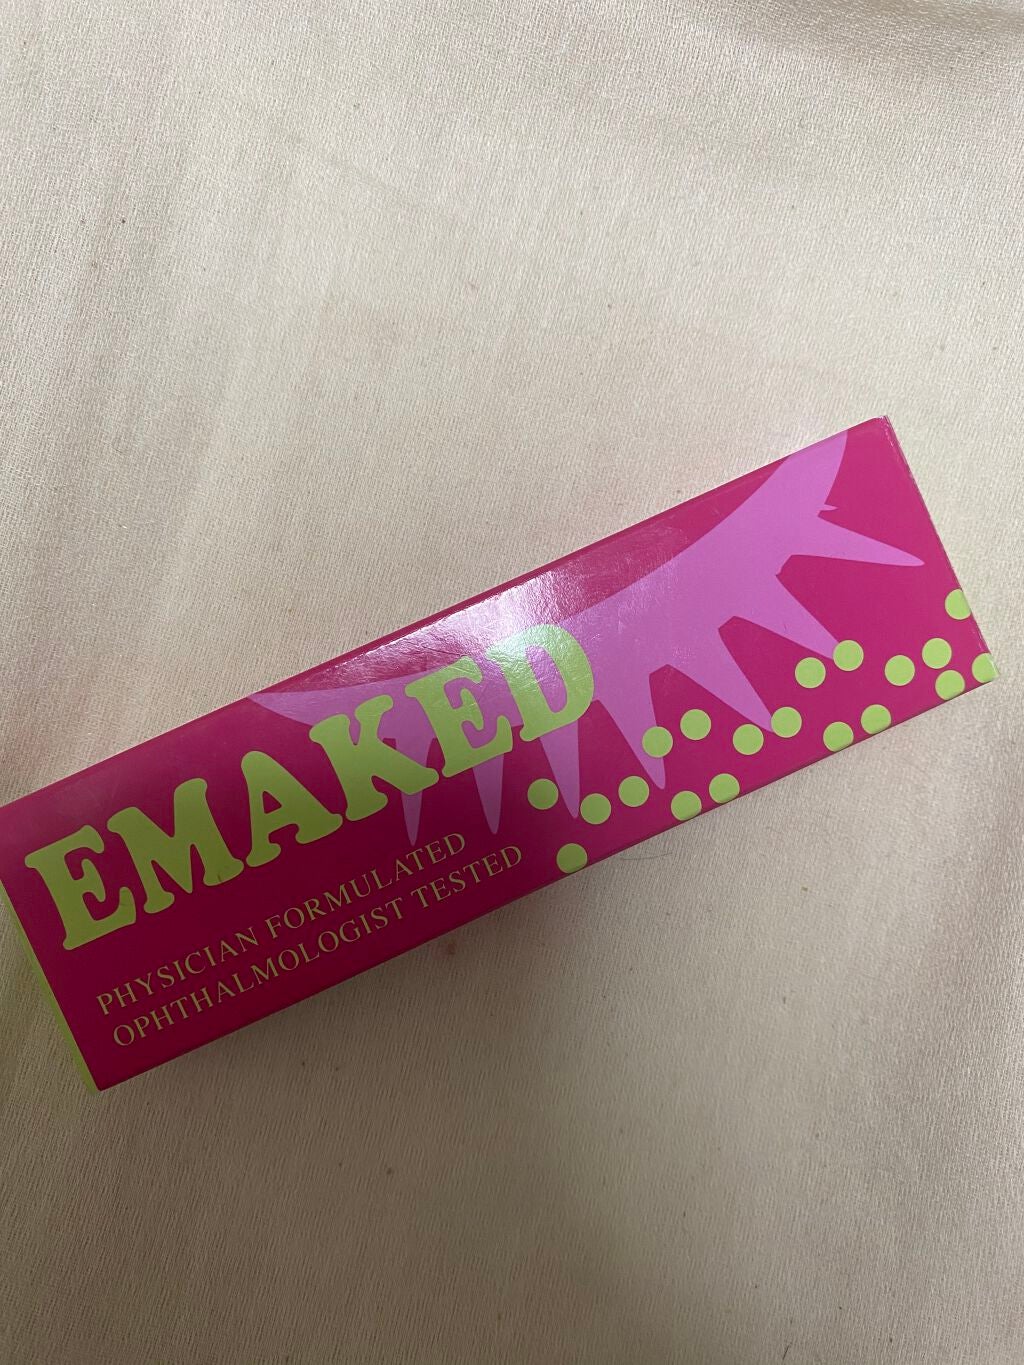 EMAKED
PHYSICIAN FORMULATED
OPHTHALMOLOGIST TESTED